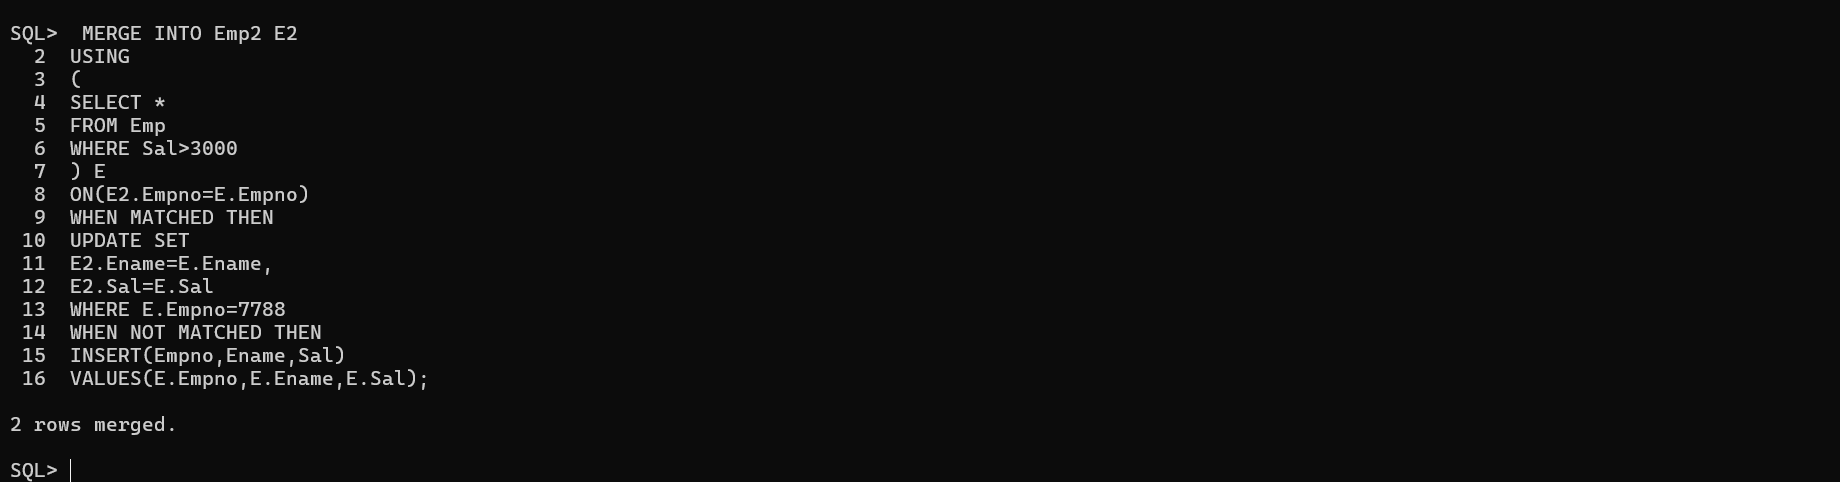 SQL>  MERGE INTO Emp2 E2
  2  USING
  3  (
  4  SELECT *
  5  FROM Emp
  6  WHERE Sal>3000
  7  ) E
  8  ON(E2.Empno=E.Empno)
  9  WHEN MATCHED THEN
 10  UPDATE SET
 11  E2.Ename=E.Ename,
 12  E2.Sal=E.Sal
 13  WHERE E.Empno=7788
 14  WHEN NOT MATCHED THEN
 15  INSERT(Empno,Ename,Sal)
 16  VALUES(E.Empno,E.Ename,E.Sal);
2 rows merged.
SQL>